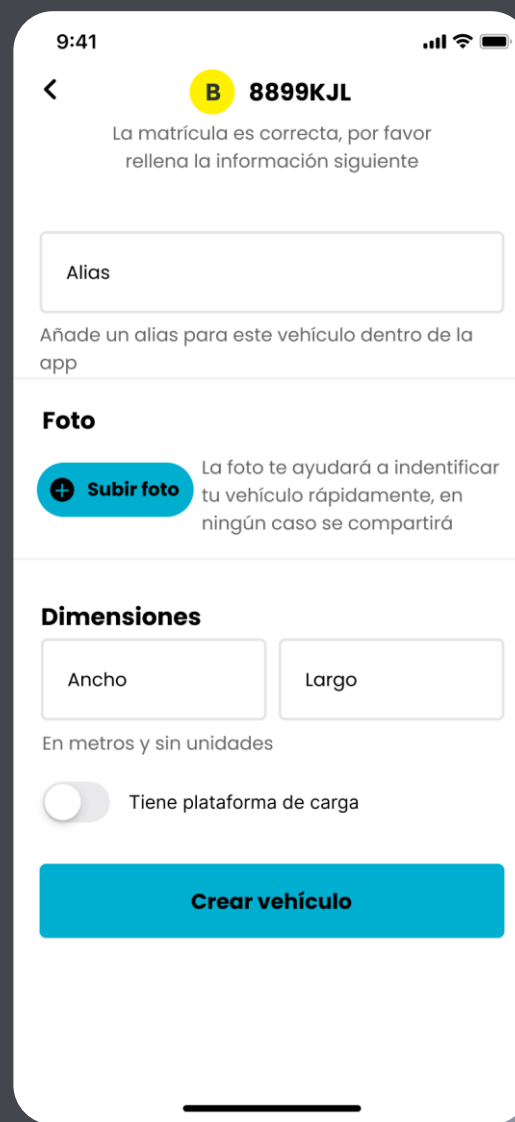 9:41
B 8899KJL
La matrícula es correcta, por favor
rellena la información siguiente
Alias
Añade un alias para este vehículo dentro de la
app
Foto
Subir foto
La foto te ayudará a indentificar
tu vehículo rápidamente, en
ningún caso se compartirá
Dimensiones
Ancho
Largo
En metros y sin unidades
Tiene plataforma de carga
Crear vehículo